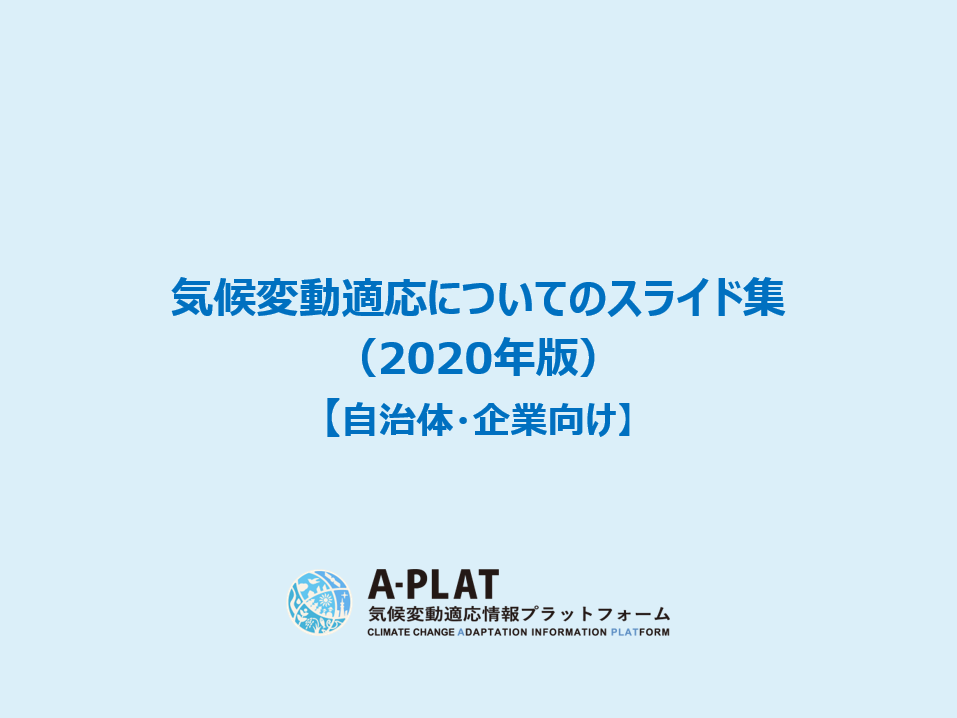 気候変動適応についてのスライド集
（2020年版）
【自治体・企業向け】
A-PLAT
気候変動適応情報プラットフォーム
CLIMATE CHANGE ADAPTATION INFORMATION PLATFORM